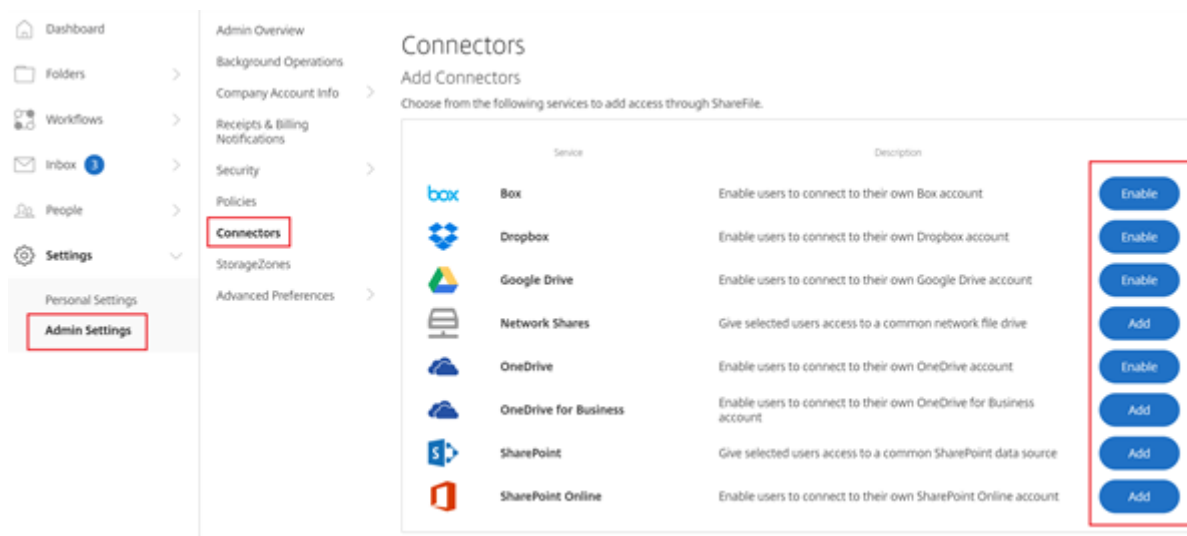 Dashboard
Folders
Workflows
Inbox 3
People
Settings
Personal Settings
Admin Settings
Admin Overview
Background Operations
Company Account Info
Receipts & Billing
Notifications
Security
Policies
Connectors
StorageZones
Advanced Preferences
Connectors
Add Connectors
Choose from the following services to add access through ShareFile.
Service Description
box Box Enable users to connect to their own Box account Enable
Dropbox Enable users to connect to their own Dropbox account Enable
Google Drive Enable users to connect to their own Google Drive account Enable
Network Shares Give selected users access to a common network file drive Add
OneDrive Enable users to connect to their own OneDrive account Enable
OneDrive for Business Enable users to connect to their own OneDrive for Business
account Add
S SharePoint Give selected users access to a common SharePoint data source Add
SharePoint Online Enable users to connect to their own SharePoint Online account Add